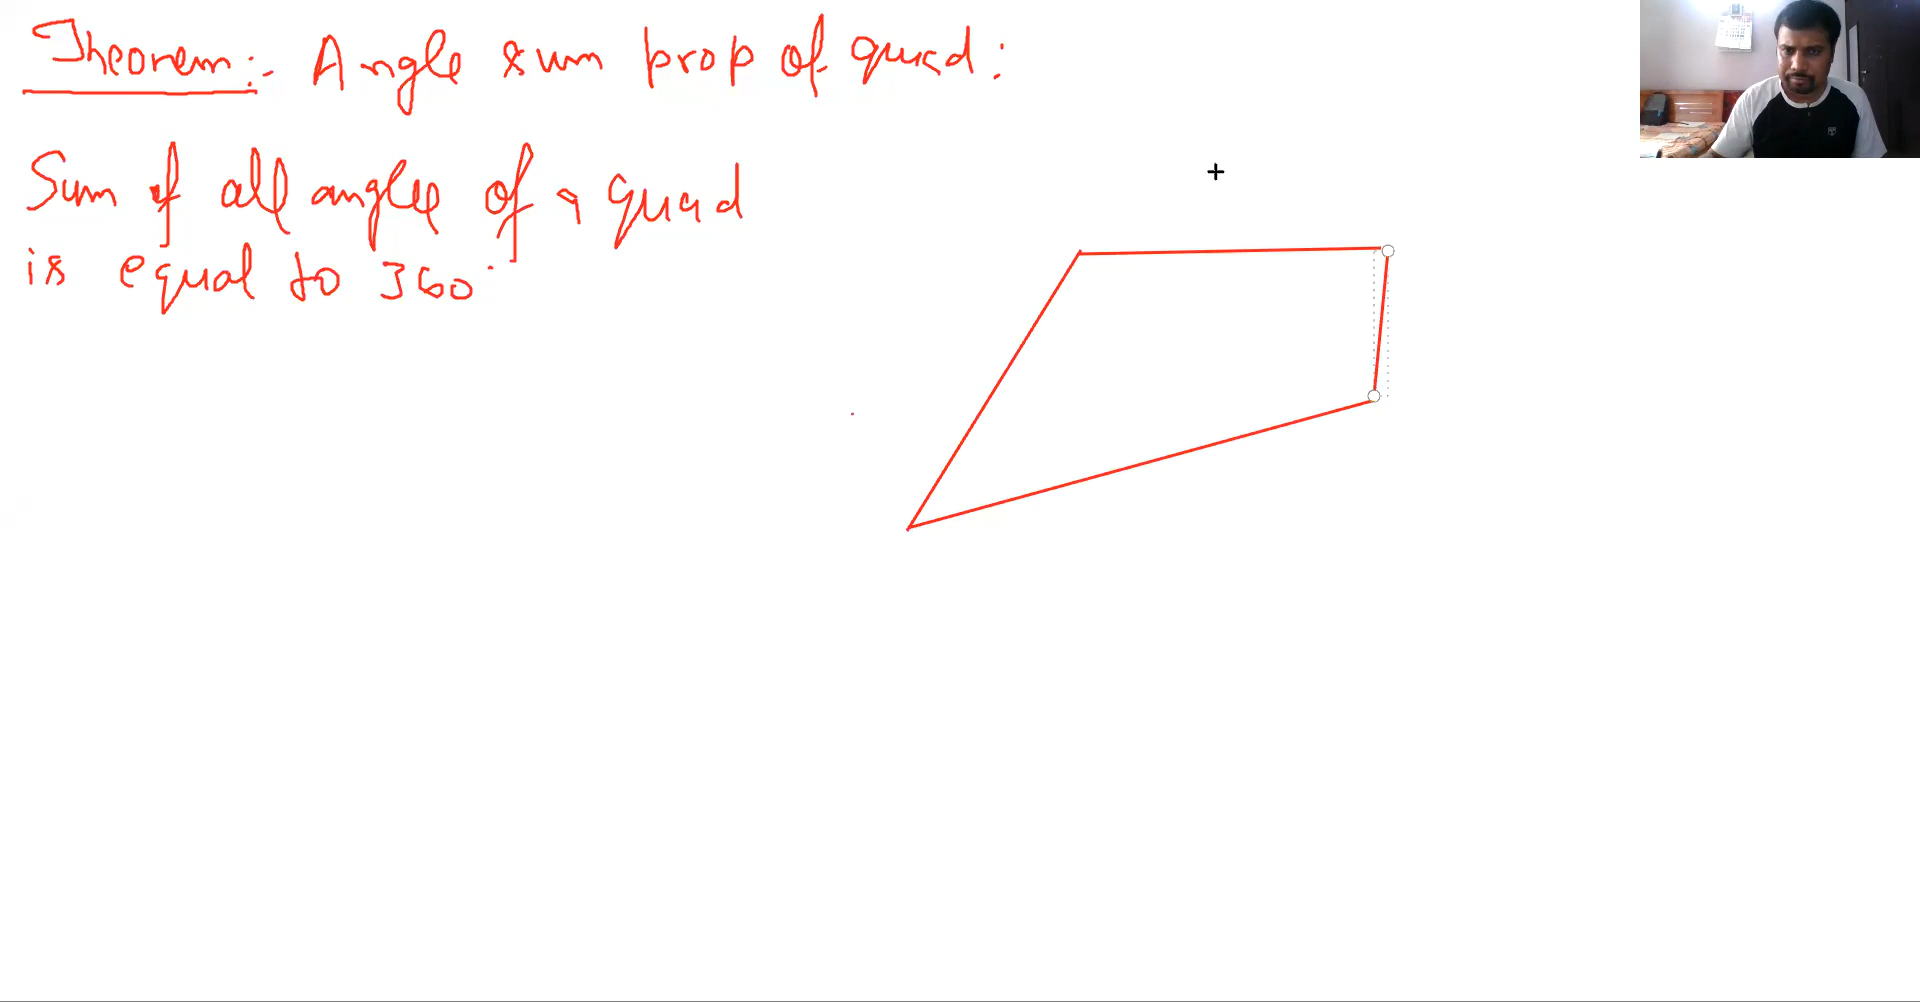 Theorem:- Angle sum prop of quad:
Sum of all angles of a quad
is equal to 360°